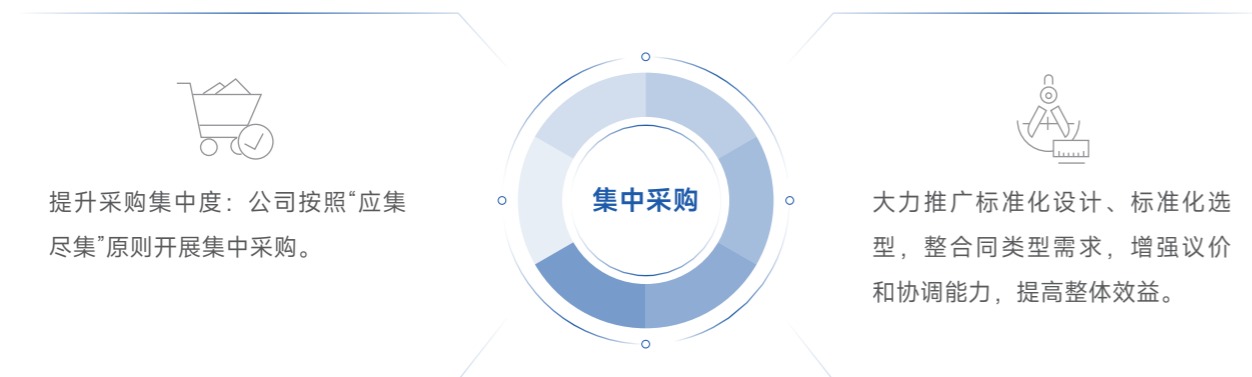 提升采购集中度：公司按照“应集
尽集”原则开展集中采购。
集中采购
大力推广标准化设计、标准化选
型，整合同类型需求，增强议价
和协调能力，提高整体效益。